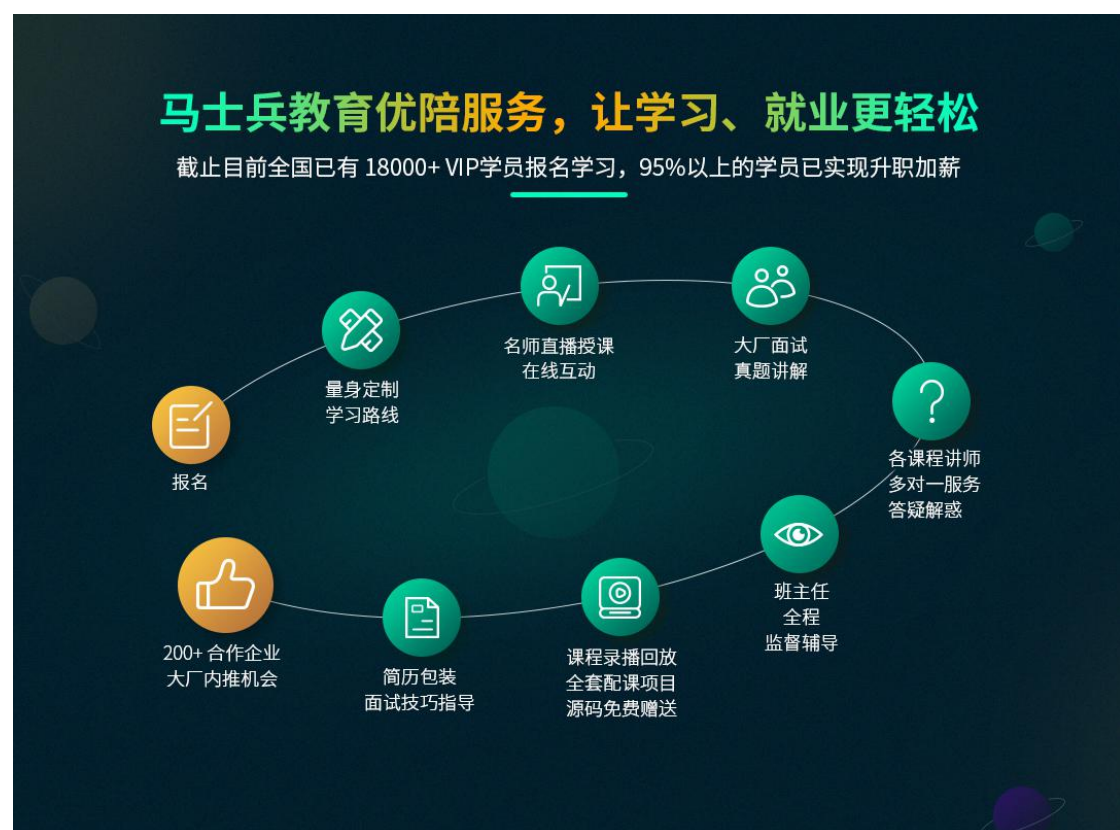 马士兵教育优陪服务，让学习、就业更轻松
截止目前全国已有 18000+ VIP学员报名学习，95%以上的学员已实现升职加薪
报名
量身定制
学习路线
名师直播授课
在线互动
大厂面试
真题讲解
各课程讲师
多对一服务
答疑解惑
班主任
全程
监督辅导
课程录播回放
全套配课项目
源码免费赠送
简历包装
面试技巧指导
200+ 合作企业
大厂内推机会